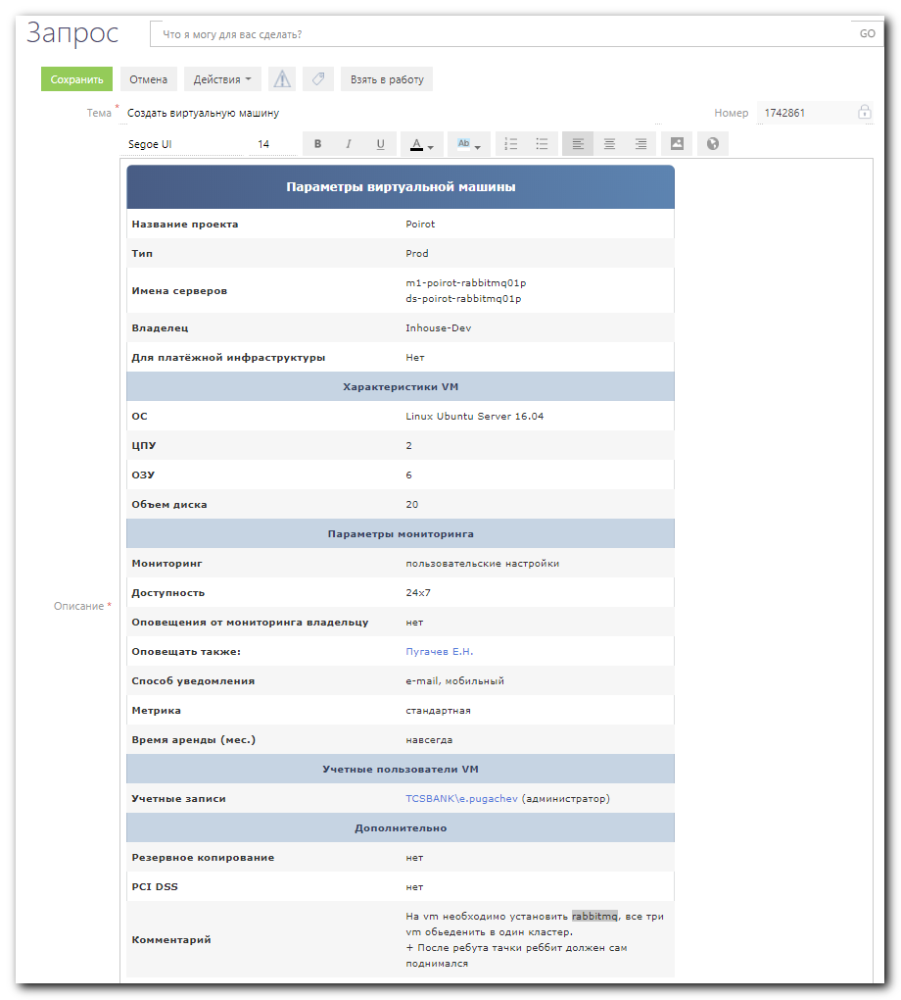 Запрос
Что я могу для вас сделать?
GO
Сохранить
Отмена
Действия
Взять в работу
Тема *
Создать виртуальную машину
Номер
1742861
Segoe UI
14
B
I
U
A
Ab
Описание *
Параметры виртуальной машины
Название проекта
Poirot
Тип
Prod
Имена серверов
m1-poirot-rabbitmq01p
ds-poirot-rabbitmq01p
Владелец
Inhouse-Dev
Для платёжной инфраструктуры
Нет
Характеристики VM
ОС
Linux Ubuntu Server 16.04
ЦПУ
2
ОЗУ
6
Объем диска
20
Параметры мониторинга
Мониторинг
пользовательские настройки
Доступность
24x7
Оповещения от мониторинга владельцу
нет
Оповещать также:
Пугачев Е.Н.
Способ уведомления
e-mail, мобильный
Метрика
стандартная
Время аренды (мес.)
навсегда
Учетные пользователи VM
Учетные записи
TCSBANK\e.pugachev (администратор)
Дополнительно
Резервное копирование
нет
PCI DSS
нет
Комментарий
На vm необходимо установить rabbitmq, все три
vm обьеденить в один кластер.
+ После ребута тачки реббит должен сам
поднимался